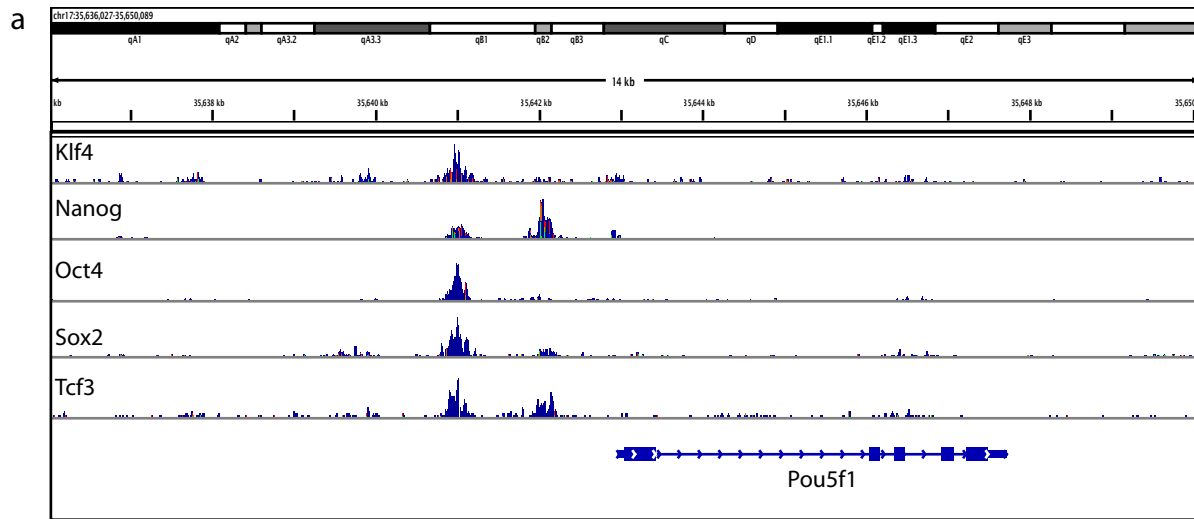 a
chr17:35,636,027-35,650,089
qA1 qA2 qA3.2 qA3.3 qB1 qB2 qB3 qC qD qE1.1 qE1.2 qE1.3 qE2 qE3
14 kb
kb 35,638 kb 35,640 kb 35,642 kb 35,644 kb 35,646 kb 35,648 kb 35,650
Klf4
Nanog
Oct4
Sox2
Tcf3
Pou5f1